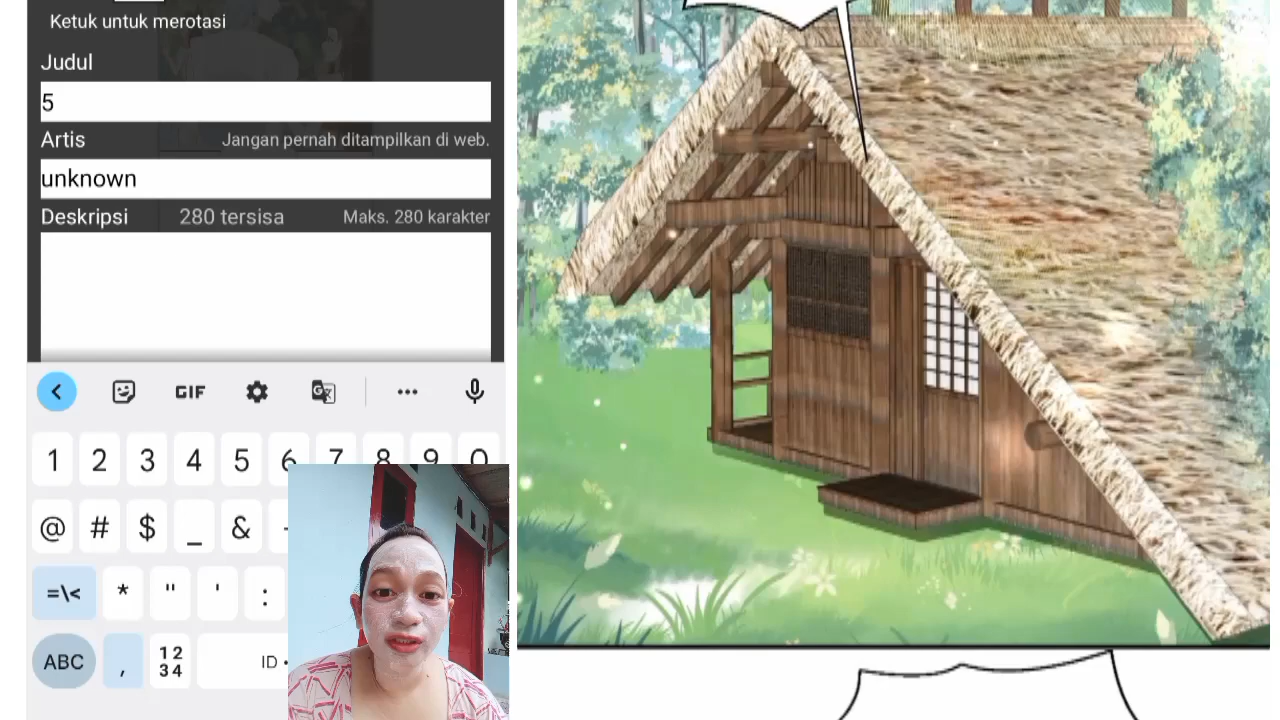 Ketuk untuk merotasi
Judul
5
Artis Jangan pernah ditampilkan di web.
unknown
Deskripsi 280 tersisa Maks. 280 karakter
GIF
1 2 3 4 5 6 7 8 9 0
@ # $ _ &
=\< * " ' :
ABC , 12 34 ID •